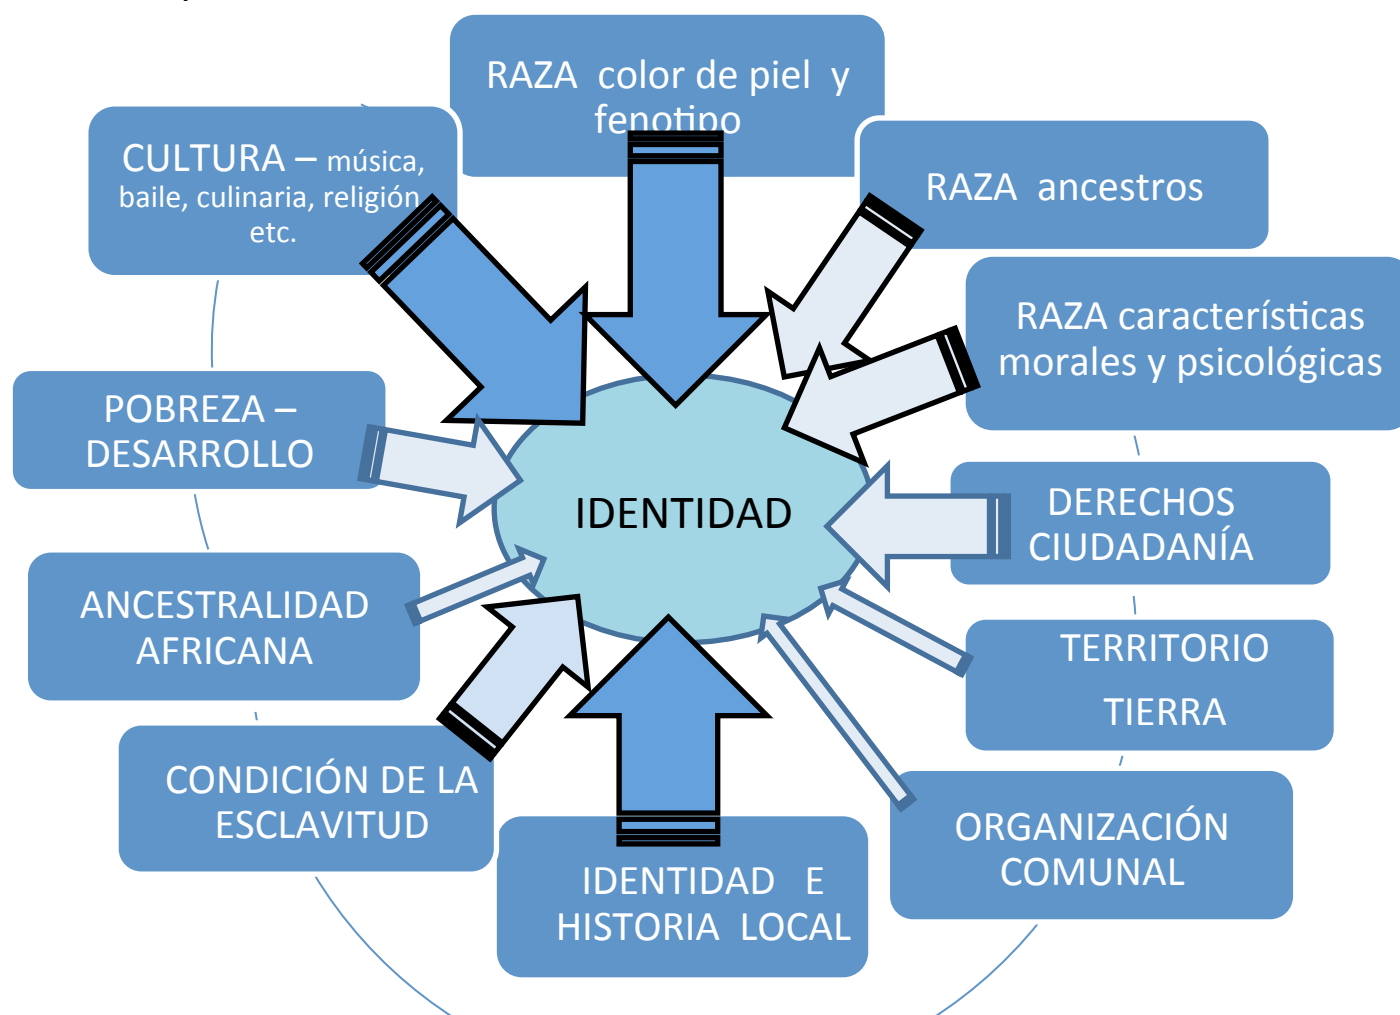 RAZA color de piel y
fenotipo
CULTURA – música,
baile, culinaria, religión
etc.
RAZA ancestros
RAZA características
morales y psicológicas
POBREZA –
DESARROLLO
IDENTIDAD
DERECHOS
CIUDADANÍA
ANCESTRALIDAD
AFRICANA
TERRITORIO
TIERRA
CONDICIÓN DE LA
ESCLAVITUD
ORGANIZACIÓN
COMUNAL
IDENTIDAD E
HISTORIA LOCAL